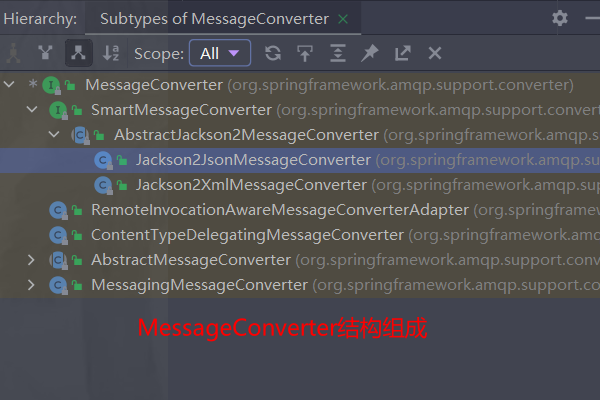 Hierarchy: Subtypes of MessageConverter
Scope: All
MessageConverter (org.springframework.amqp.support.converter)
SmartMessageConverter (org.springframework.amqp.support.convert
AbstractJackson2MessageConverter (org.springframework.amqp.s
Jackson2JsonMessageConverter (org.springframework.amqp.su
Jackson2XmlMessageConverter (org.springframework.amqp.sup
RemoteInvocationAwareMessageConverterAdapter (org.springframew
ContentTypeDelegatingMessageConverter (org.springframework.amq
AbstractMessageConverter (org.springframework.amqp.support.conv
MessagingMessageConverter (org.springframework.amqp.support.co
MessageConverter结构组成